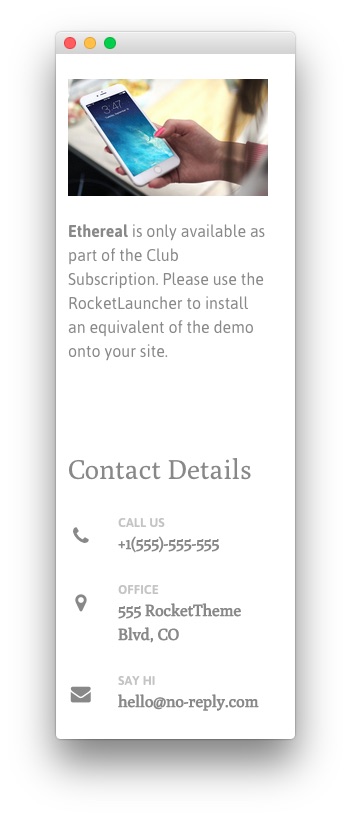 3:47
Ethereal is only available as
part of the Club
Subscription. Please use the
RocketLauncher to install
an equivalent of the demo
onto your site.
Contact Details
CALL US
+1(555)-555-555
OFFICE
555 RocketTheme
Blvd, CO
SAY HI
hello@no-reply.com